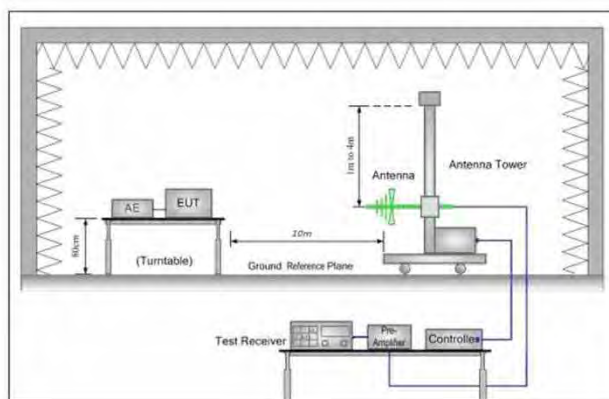 1m to 4m
Antenna
Antenna Tower
AE
EUT
80cm
(Turntable)
10m
Ground Reference Plane
Test Receiver
Pre-
Amplifier
Controller